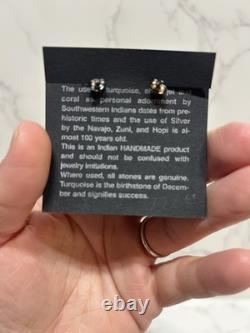 The use of turquoise, shell, jet and
coral as personal adornment by
Southwestern Indians dates from pre-
historic times and the use of Silver
by the Navajo, Zuni, and Hopi is al-
most 100 years old.
This is an Indian HANDMADE product
and should not be confused with
jewelry imitations.
Where used, all stones are genuine.
Turquoise is the birthstone of Decem-
ber and signifies success.